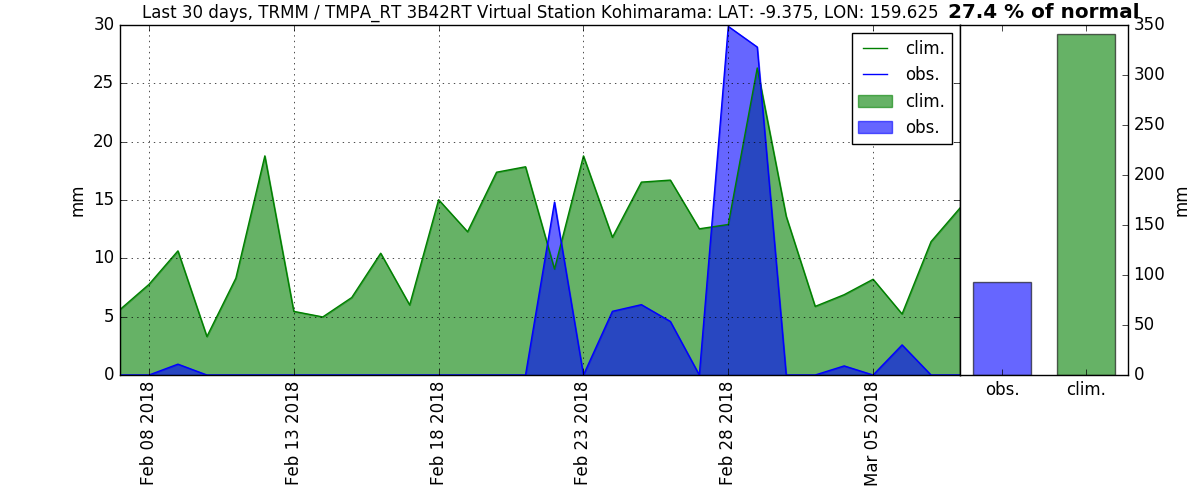 Last 30 days, TRMM / TMPA_RT 3B42RT Virtual Station Kohimarama: LAT: -9.375, LON: 159.625
27.4 % of normal
30
25
20
15
10
5
0
mm
clim.
obs.
clim.
obs.
350
300
250
200
150
100
50
0
mm
obs.
clim.
Feb 08 2018
Feb 13 2018
Feb 18 2018
Feb 23 2018
Feb 28 2018
Mar 05 2018